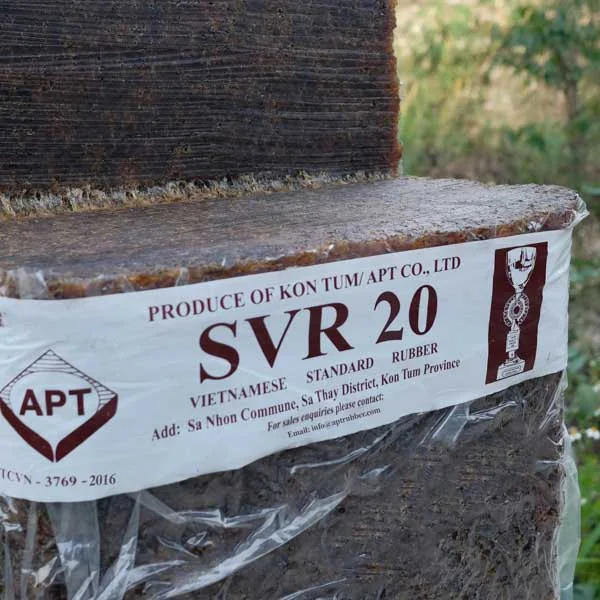 PRODUCE OF KON TUM/ APT CO., LTD
SVR 20
VIETNAMESE STANDARD RUBBER
Add: Sa Nhon Commune, Sa Thay District, Kon Tum Province
For sales enquiries please contact:
Email: info@aptrubber.com
APT
TCVN - 3769 - 2016